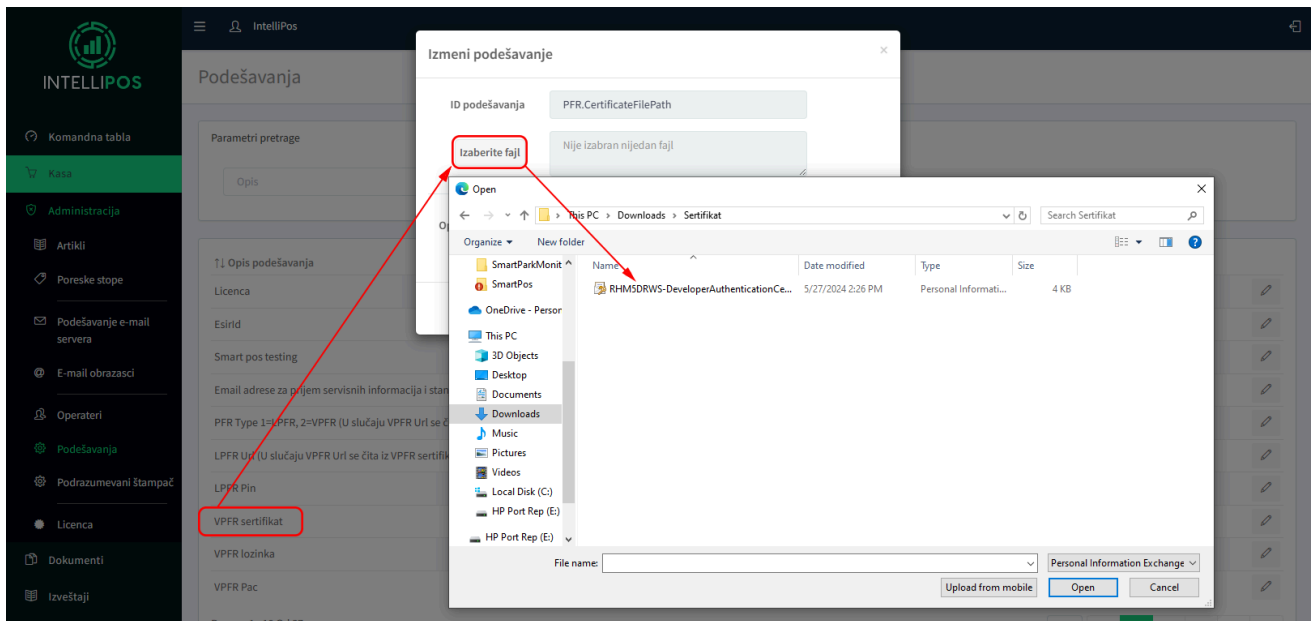 INTELLIPOS
IntelliPos
Podešavanja
Komandna tabla
Kasa
Administracija
Artikli
Poreske stope
Podešavanje e-mail
servera
E-mail obrazasci
Operateri
Podešavanja
Podrazumevani štampač
Licenca
Dokumenti
Izveštaji
Parametri pretrage
Opis
↑↓ Opis podešavanja
Licenca
EsirId
Smart pos testing
Email adrese za prijem servisnih informacija i stan
PFR Type 1=LPFR, 2=VPFR (U slučaju VPFR Url se č
LPFR Url (U slučaju VPFR Url se čita iz VPFR sertifik
LPFR Pin
VPFR sertifikat
VPFR lozinka
VPFR Pac
Izmeni podešavanje
×
ID podešavanja
PFR.CertificateFilePath
Izaberite fajl
Nije izabran nijedan fajl
Open
This PC > Downloads > Sertifikat
Search Sertifikat
Organize
New folder
SmartParkMonit
SmartPos
OneDrive - Person
This PC
3D Objects
Desktop
Documents
Downloads
Music
Pictures
Videos
Local Disk (C:)
HP Port Rep (E:)
HP Port Rep (E:)
Name
Date modified
Type
Size
RHM5DRWS-DeveloperAuthenticationCe...
5/27/2024 2:26 PM
Personal Informati...
4 KB
File name:
Personal Information Exchange
Upload from mobile
Open
Cancel